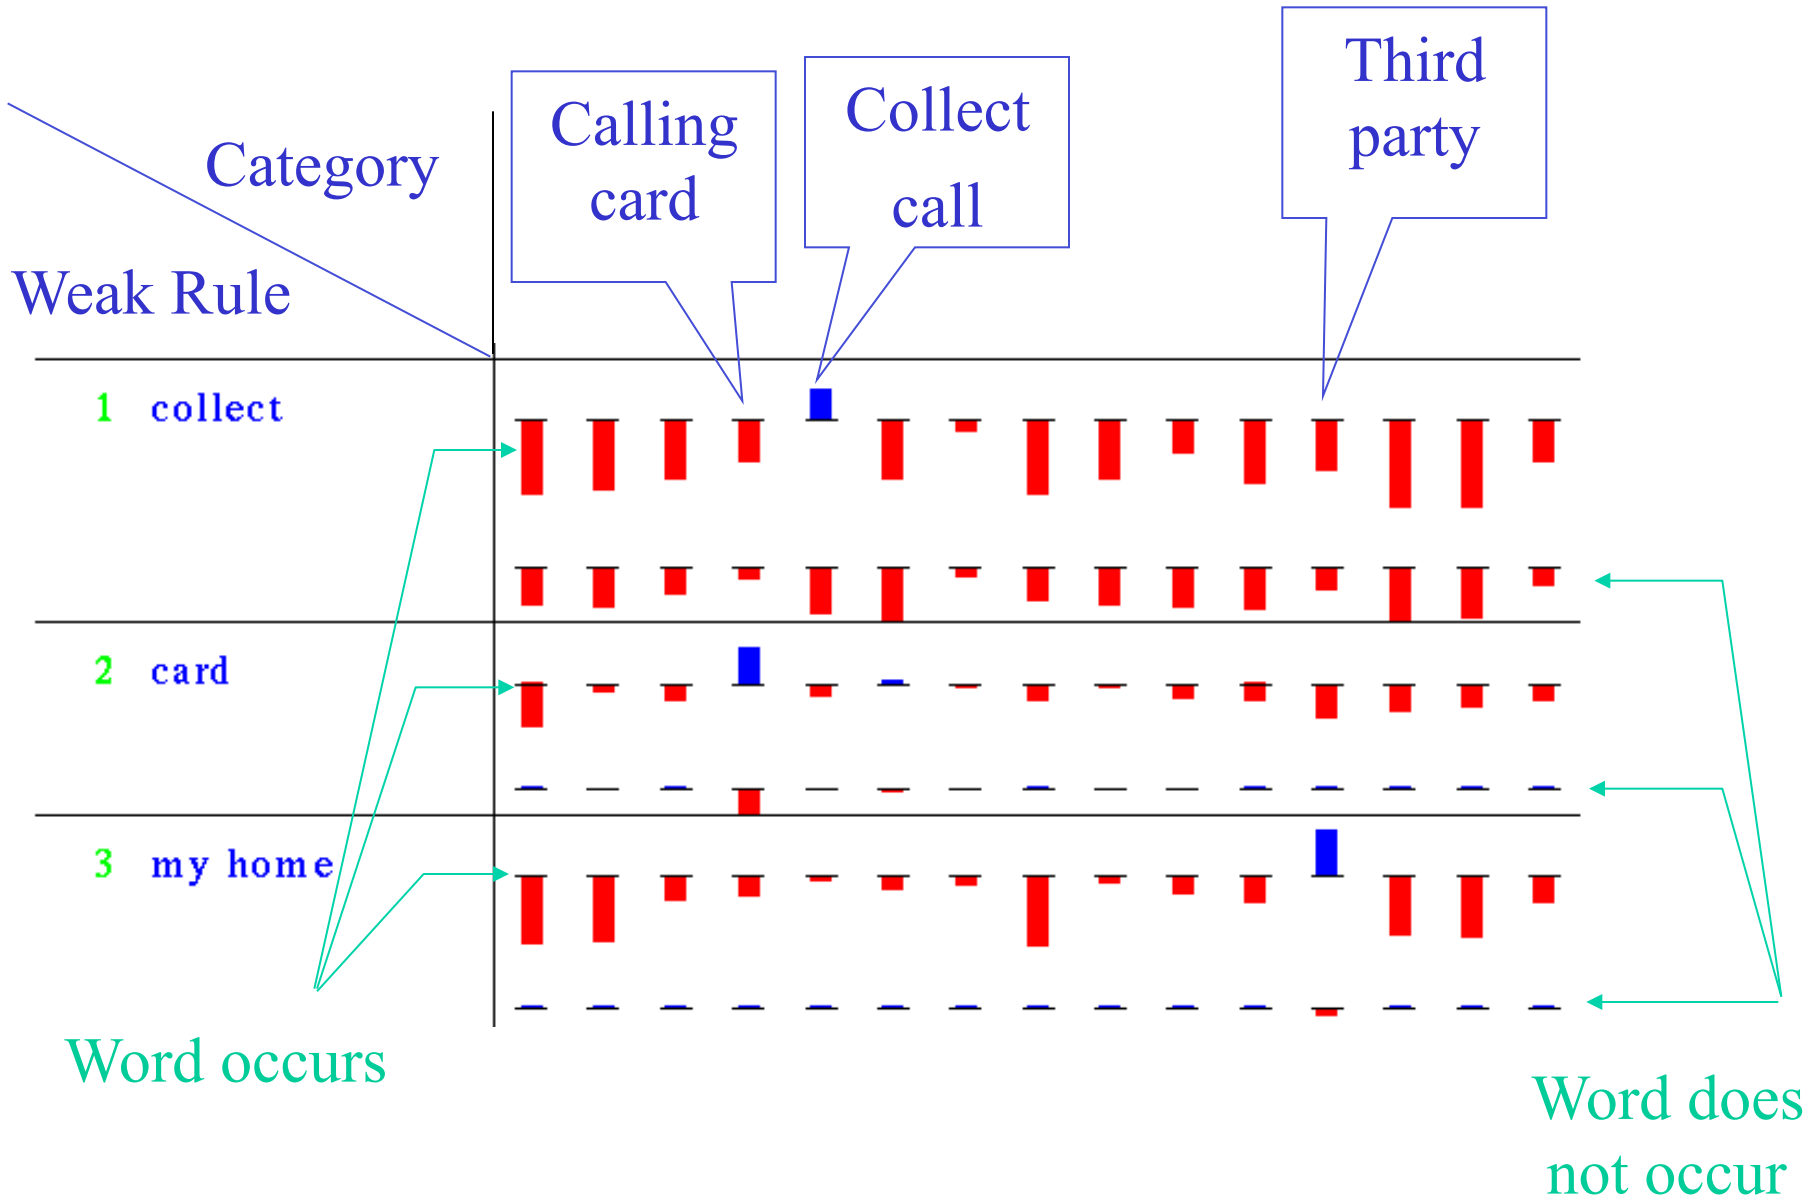 Category
Weak Rule
Calling
card
Collect
call
Third
party
1 collect
2 card
3 my home
Word occurs
Word does
not occur